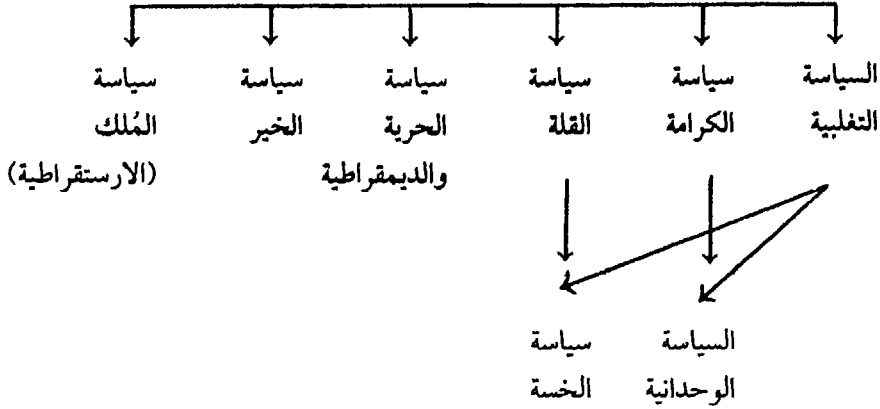 السياسة سياسة سياسة سياسة سياسة سياسة
التغلبية الكرامة القلة الحرية الخير المُلك
والديمقراطية (الارستقراطية)
السياسة سياسة
الوحدانية الخسة